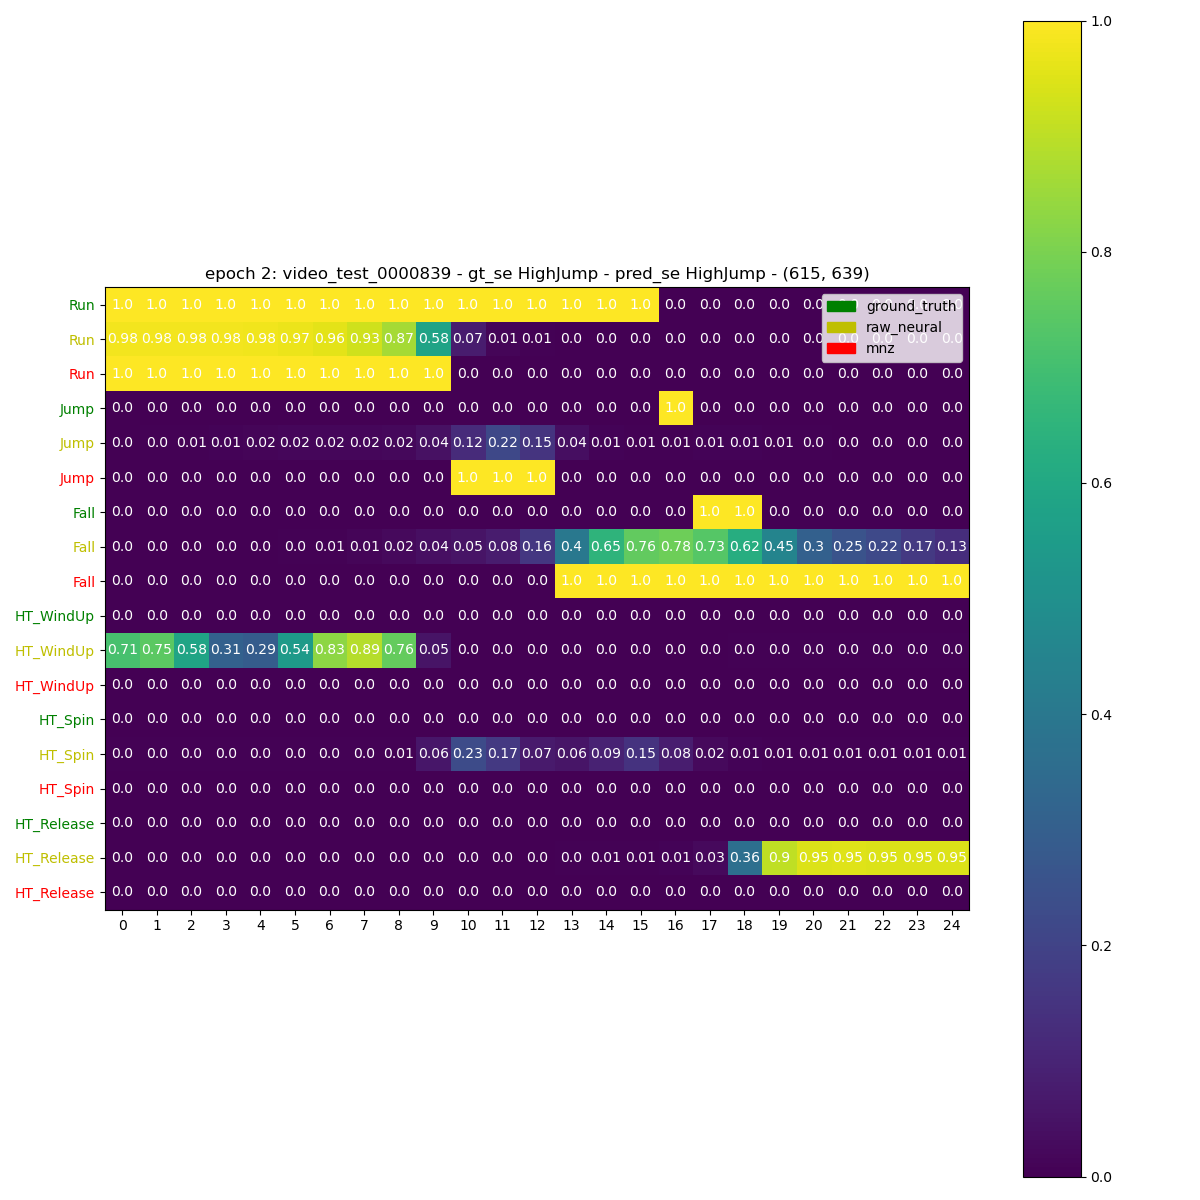 epoch 2: video_test_0000839 - gt_se HighJump - pred_se HighJump - (615, 639)
Run 1.0 1.0 1.0 1.0 1.0 1.0 1.0 1.0 1.0 1.0 1.0 1.0 1.0 1.0 1.0 1.0 0.0 0.0 0.0 0.0 0.0
Run 0.98 0.98 0.98 0.98 0.98 0.97 0.96 0.93 0.87 0.58 0.07 0.01 0.01 0.0 0.0 0.0 0.0 0.0 0.0 0.0 0.0 0.0 0.0 0.0 0.0
Run 1.0 1.0 1.0 1.0 1.0 1.0 1.0 1.0 1.0 1.0 0.0 0.0 0.0 0.0 0.0 0.0 0.0 0.0 0.0 0.0 0.0 0.0 0.0 0.0 0.0
Jump 0.0 0.0 0.0 0.0 0.0 0.0 0.0 0.0 0.0 0.0 0.0 0.0 0.0 0.0 0.0 0.0 1.0 0.0 0.0 0.0 0.0 0.0 0.0 0.0 0.0
Jump 0.0 0.0 0.01 0.01 0.02 0.02 0.02 0.02 0.02 0.04 0.12 0.22 0.15 0.04 0.01 0.01 0.01 0.01 0.01 0.01 0.0 0.0 0.0 0.0 0.0
Jump 0.0 0.0 0.0 0.0 0.0 0.0 0.0 0.0 0.0 0.0 1.0 1.0 1.0 0.0 0.0 0.0 0.0 0.0 0.0 0.0 0.0 0.0 0.0 0.0 0.0
Fall 0.0 0.0 0.0 0.0 0.0 0.0 0.0 0.0 0.0 0.0 0.0 0.0 0.0 0.0 0.0 0.0 0.0 1.0 1.0 0.0 0.0 0.0 0.0 0.0 0.0
Fall 0.0 0.0 0.0 0.0 0.0 0.0 0.01 0.01 0.02 0.04 0.05 0.08 0.16 0.4 0.65 0.76 0.78 0.73 0.62 0.45 0.3 0.25 0.22 0.17 0.13
Fall 0.0 0.0 0.0 0.0 0.0 0.0 0.0 0.0 0.0 0.0 0.0 0.0 0.0 1.0 1.0 1.0 1.0 1.0 1.0 1.0 1.0 1.0 1.0 1.0 1.0
HT_WindUp 0.0 0.0 0.0 0.0 0.0 0.0 0.0 0.0 0.0 0.0 0.0 0.0 0.0 0.0 0.0 0.0 0.0 0.0 0.0 0.0 0.0 0.0 0.0 0.0 0.0
HT_WindUp 0.71 0.75 0.58 0.31 0.29 0.54 0.83 0.89 0.76 0.05 0.0 0.0 0.0 0.0 0.0 0.0 0.0 0.0 0.0 0.0 0.0 0.0 0.0 0.0 0.0
HT_WindUp 0.0 0.0 0.0 0.0 0.0 0.0 0.0 0.0 0.0 0.0 0.0 0.0 0.0 0.0 0.0 0.0 0.0 0.0 0.0 0.0 0.0 0.0 0.0 0.0 0.0
HT_Spin 0.0 0.0 0.0 0.0 0.0 0.0 0.0 0.0 0.0 0.0 0.0 0.0 0.0 0.0 0.0 0.0 0.0 0.0 0.0 0.0 0.0 0.0 0.0 0.0 0.0
HT_Spin 0.0 0.0 0.0 0.0 0.0 0.0 0.0 0.0 0.01 0.06 0.23 0.17 0.07 0.06 0.09 0.15 0.08 0.02 0.01 0.01 0.01 0.01 0.01 0.01 0.01
HT_Spin 0.0 0.0 0.0 0.0 0.0 0.0 0.0 0.0 0.0 0.0 0.0 0.0 0.0 0.0 0.0 0.0 0.0 0.0 0.0 0.0 0.0 0.0 0.0 0.0 0.0
HT_Release 0.0 0.0 0.0 0.0 0.0 0.0 0.0 0.0 0.0 0.0 0.0 0.0 0.0 0.0 0.0 0.0 0.0 0.0 0.0 0.0 0.0 0.0 0.0 0.0 0.0
HT_Release 0.0 0.0 0.0 0.0 0.0 0.0 0.0 0.0 0.0 0.0 0.0 0.0 0.0 0.0 0.01 0.01 0.01 0.03 0.36 0.9 0.95 0.95 0.95 0.95 0.95
HT_Release 0.0 0.0 0.0 0.0 0.0 0.0 0.0 0.0 0.0 0.0 0.0 0.0 0.0 0.0 0.0 0.0 0.0 0.0 0.0 0.0 0.0 0.0 0.0 0.0 0.0
0 1 2 3 4 5 6 7 8 9 10 11 12 13 14 15 16 17 18 19 20 21 22 23 24
ground_truth
raw_neural
mnz
1.0
0.8
0.6
0.4
0.2
0.0